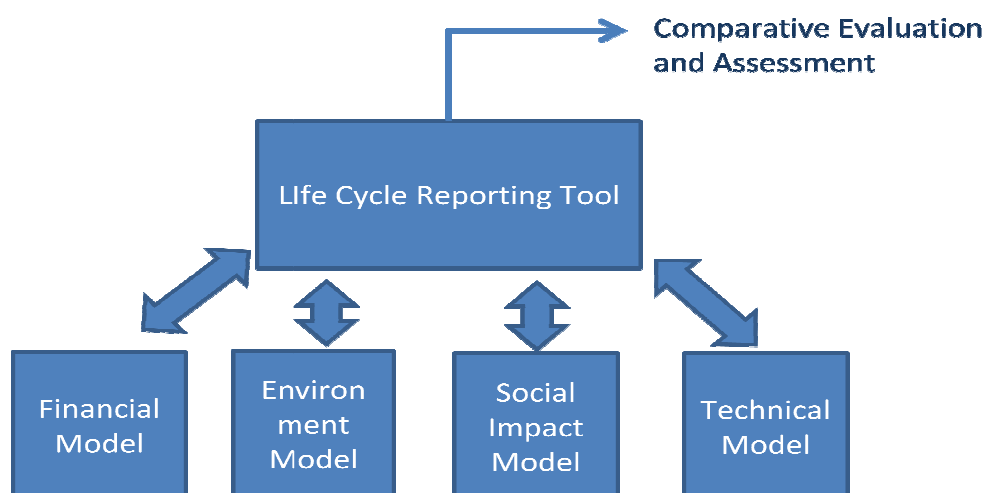 Comparative Evaluation
and Assessment
LIfe Cycle Reporting Tool
Financial
Model
Environ
ment
Model
Social
Impact
Model
Technical
Model